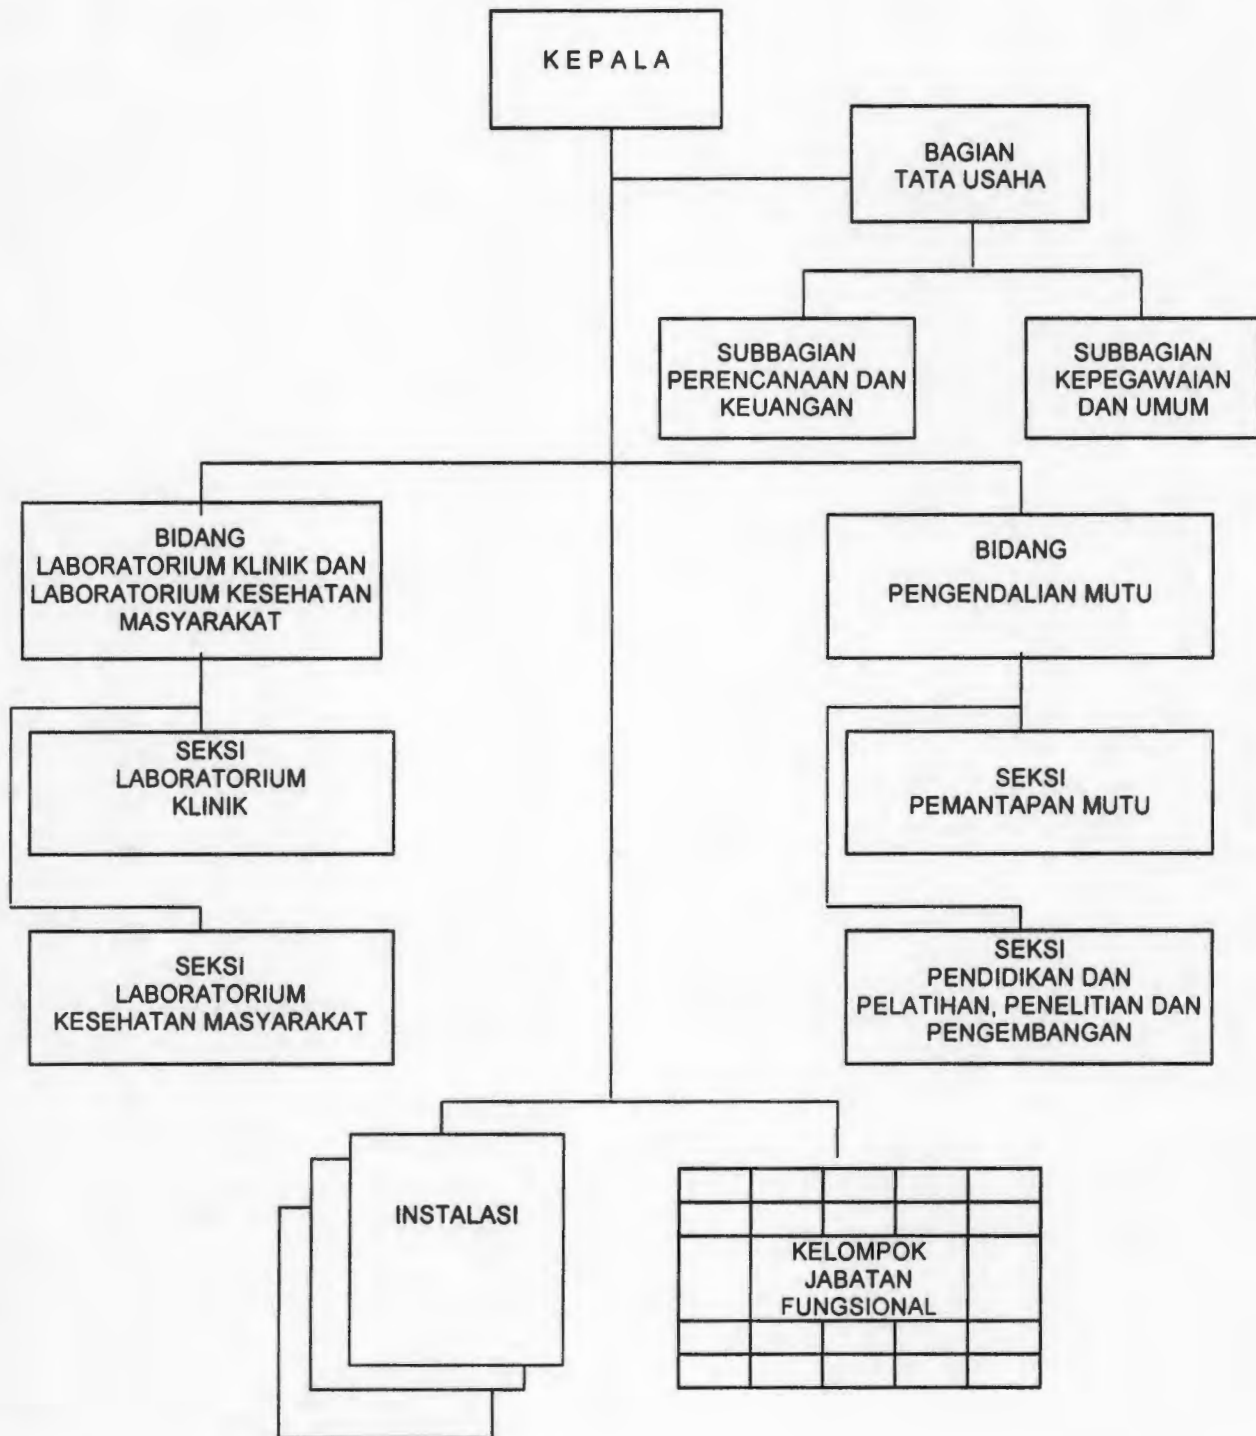 KEPALA
BAGIAN
TATA USAHA
SUBBAGIAN
PERENCANAAN DAN
KEUANGAN
SUBBAGIAN
KEPEGAWAIAN
DAN UMUM
BIDANG
LABORATORIUM KLINIK DAN
LABORATORIUM KESEHATAN
MASYARAKAT
BIDANG
PENGENDALIAN MUTU
SEKSI
LABORATORIUM
KLINIK
SEKSI
PEMANTAPAN MUTU
SEKSI
LABORATORIUM
KESEHATAN MASYARAKAT
SEKSI
PENDIDIKAN DAN
PELATIHAN, PENELITIAN DAN
PENGEMBANGAN
INSTALASI
KELOMPOK
JABATAN
FUNGSIONAL